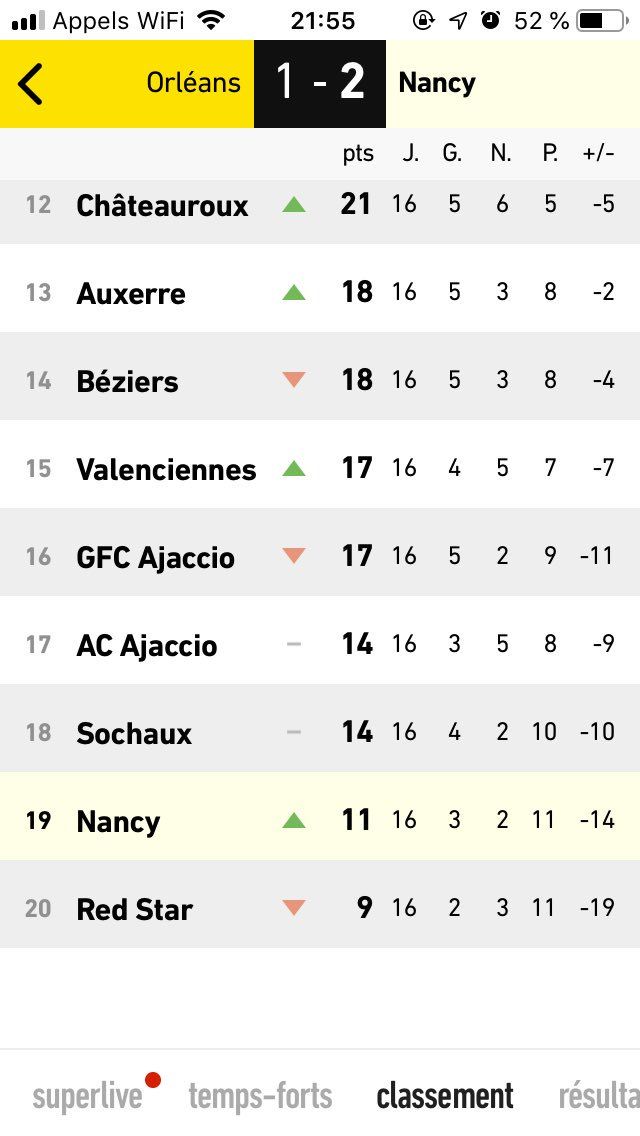 Appels WiFi 21:55 52 %
Orléans 1 - 2 Nancy
pts J. G. N. P. +/-
12 Châteauroux 21 16 5 6 5 -5
13 Auxerre 18 16 5 3 8 -2
14 Béziers 18 16 5 3 8 -4
15 Valenciennes 17 16 4 5 7 -7
16 GFC Ajaccio 17 16 5 2 9 -11
17 AC Ajaccio – 14 16 3 5 8 -9
18 Sochaux – 14 16 4 2 10 -10
19 Nancy 11 16 3 2 11 -14
20 Red Star 9 16 2 3 11 -19
superlive temps-forts classement résulta